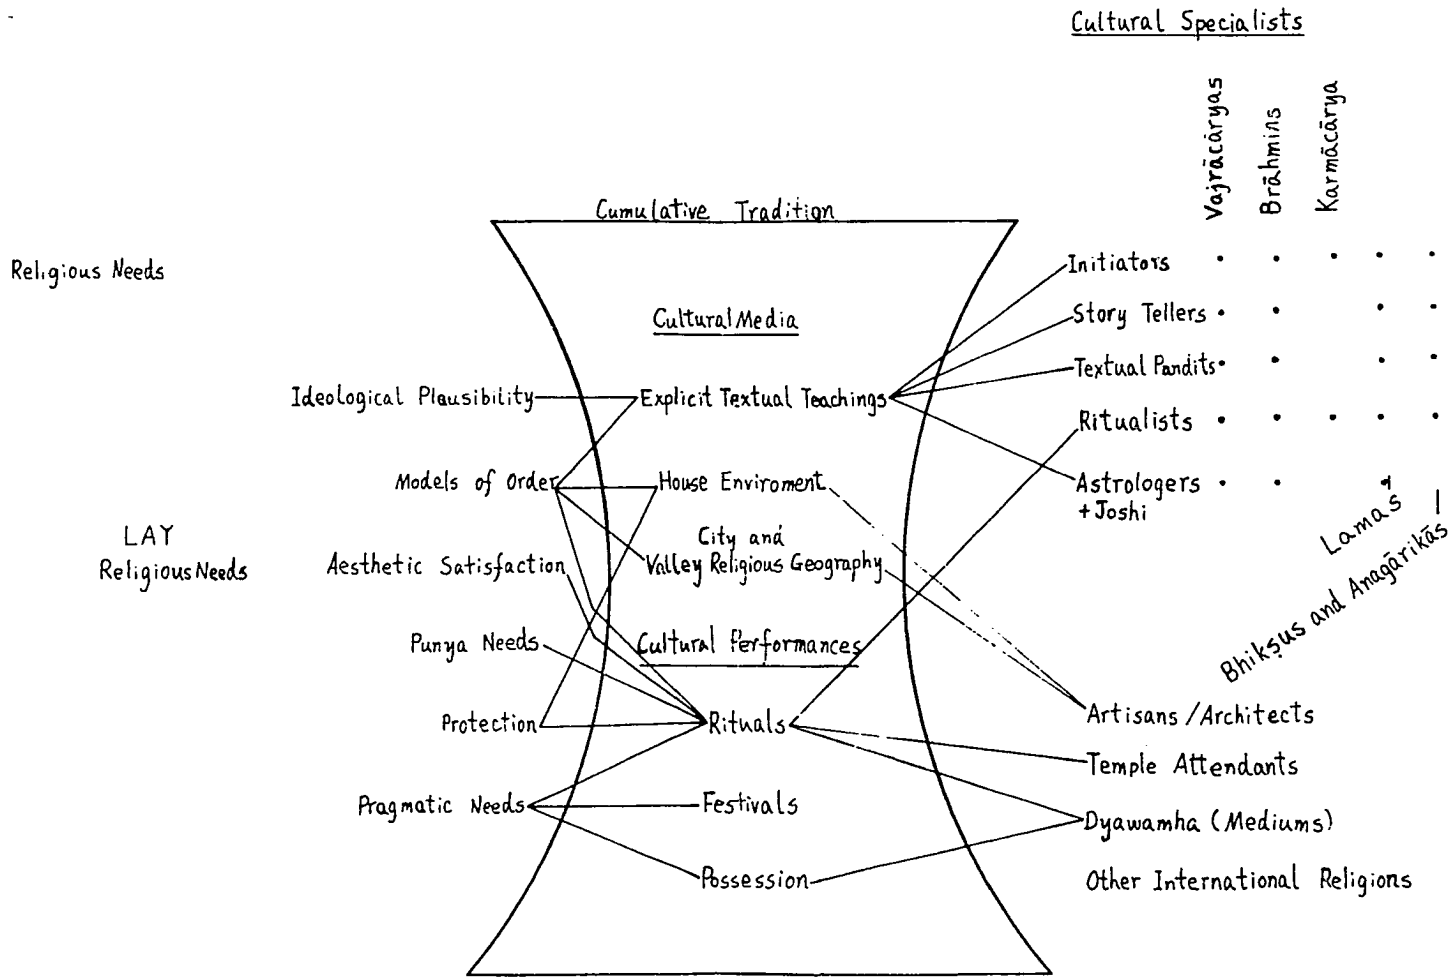 Cultural Specialists
Vajrācāryas
Brāhmins
Karmācārya
Cumulative Tradition
Religious Needs
Initiators
Cultural Media
Story Tellers
Textual Pandits
Ideological Plausibility
Explicit Textual Teachings
Ritualists
Models of Order
House Enviroment
Astrologers
+Joshi
Lamas
Bhikṣus and Anagārikās
LAY
Religious Needs
City and
Valley Religious Geography
Aesthetic Satisfaction
Punya Needs
Cultural Performances
Protection
Rituals
Artisans/Architects
Temple Attendants
Pragmatic Needs
Festivals
Dyawamha (Mediums)
Possession
Other International Religions